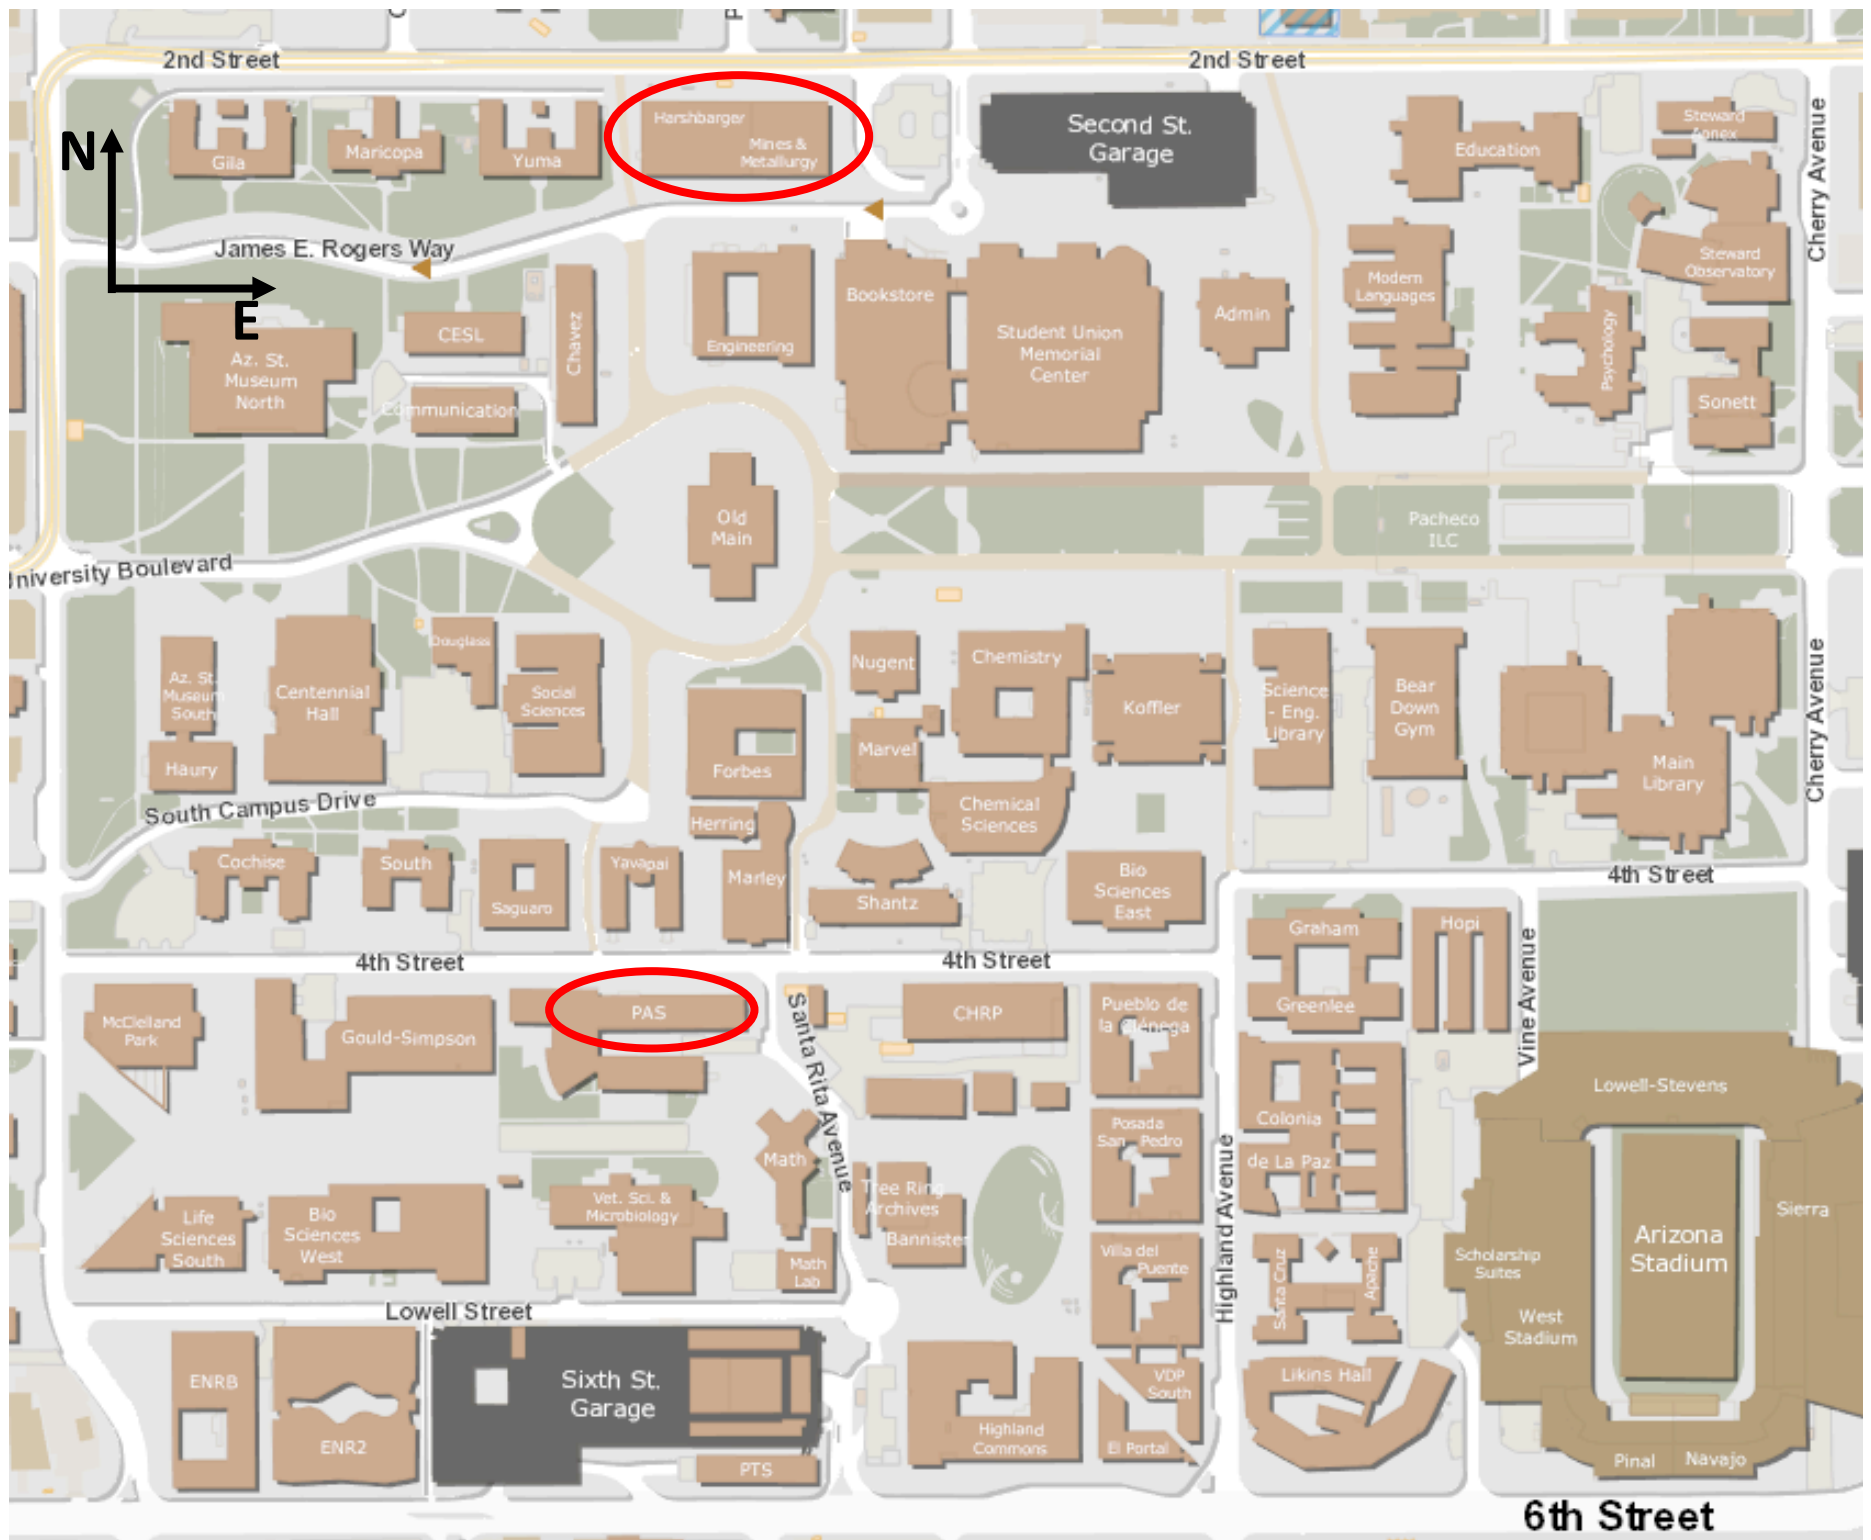 2nd Street
2nd Street
Gila
Maricopa
Yuma
Harshbarger
Mines &
Metallurgy
Second St.
Garage
Education
Steward
Annex
Cherry Avenue
N
E
James E. Rogers Way
Az. St.
Museum
North
CESL
Communication
Chavez
Engineering
Bookstore
Student Union
Memorial
Center
Admin
Modern
Languages
Psychology
Steward
Observatory
Sonett
Old
Main
Pacheco
ILC
University Boulevard
Az. St.
Museum
South
Haury
Centennial
Hall
Douglass
Social
Sciences
Forbes
Nugent
Marvel
Chemistry
Koffler
Chemical
Sciences
Science
- Eng.
Library
Bear
Down
Gym
Main
Library
Cherry Avenue
South Campus Drive
Cochise
South
Saguaro
Yavapai
Herring
Marley
Shantz
Bio
Sciences
East
4th Street
4th Street
4th Street
Graham
Greenlee
Hopi
Vine Avenue
McClelland
Park
Gould-Simpson
PAS
Santa Rita Avenue
CHRP
Pueblo de
la Ciénega
Colonia
de La Paz
Lowell-Stevens
Math
Posada
San Pedro
Highland Avenue
Life
Sciences
South
Bio
Sciences
West
Vet. Sci. &
Microbiology
Math
Lab
Tree Ring
Archives
Bannister
Villa del
Puente
Santa Cruz
Apache
Scholarship
Suites
West
Stadium
Arizona
Stadium
Sierra
Lowell Street
ENRB
ENR2
Sixth St.
Garage
PTS
Highland
Commons
VDP
South
El Portal
Likins Hall
Pinal
Navajo
6th Street